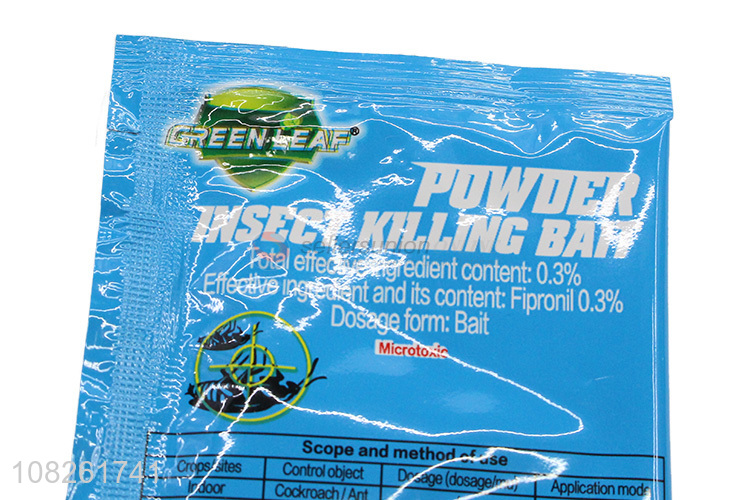 GREEN LEAF®
POWDER
INSECT KILLING BAIT
Total effective ingredient content: 0.3%
Effective ingredient and its content: Fipronil 0.3%
Dosage form: Bait
Microtoxic
Scope and method of use
Crops/sites Control object Dosage (dosage/mu) Application mode
Indoor Cockroach / Ant
108261741